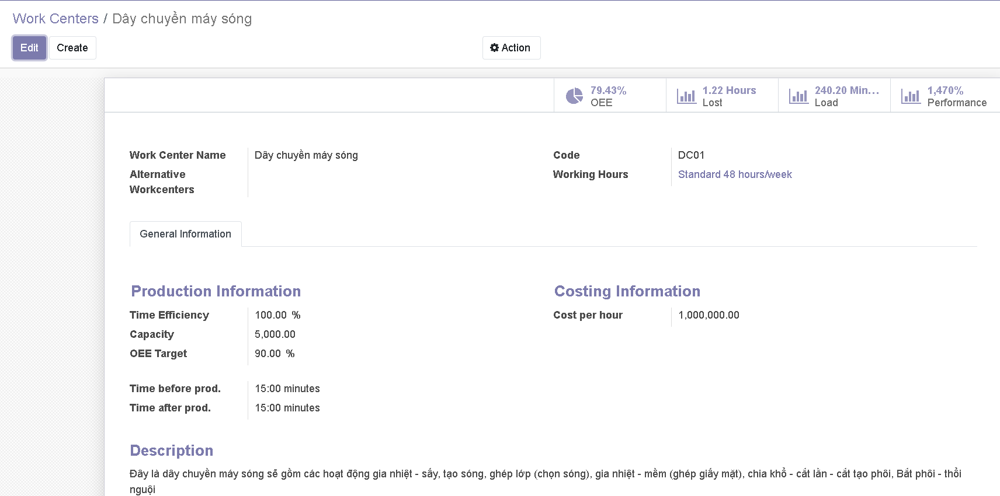 Work Centers / Dây chuyền máy sóng
Edit Create Action
79.43% OEE
1.22 Hours Lost
240.20 Min... Load
1,470% Performance
Work Center Name Dây chuyền máy sóng
Alternative Workcenters
Code DC01
Working Hours Standard 48 hours/week
General Information
Production Information
Time Efficiency 100.00 %
Capacity 5,000.00
OEE Target 90.00 %
Time before prod. 15:00 minutes
Time after prod. 15:00 minutes
Costing Information
Cost per hour 1,000,000.00
Description
Đây là dây chuyền máy sóng sẽ gồm các hoạt động gia nhiệt - sấy, tạo sóng, ghép lớp (chọn sóng), gia nhiệt - mềm (ghép giấy mặt), chia khổ - cắt lằn - cắt tạo phôi, Bắt phôi - thổi
nguội